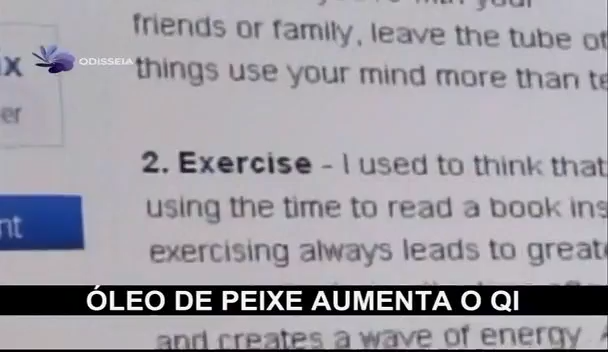 friends or family, leave the tube of
things use your mind more than te
ix
ODISSEIA
er
2. Exercise - I used to think that
using the time to read a book ins
exercising always leads to greate
nt
ÓLEO DE PEIXE AUMENTA O QI
and creates a wave of energy.